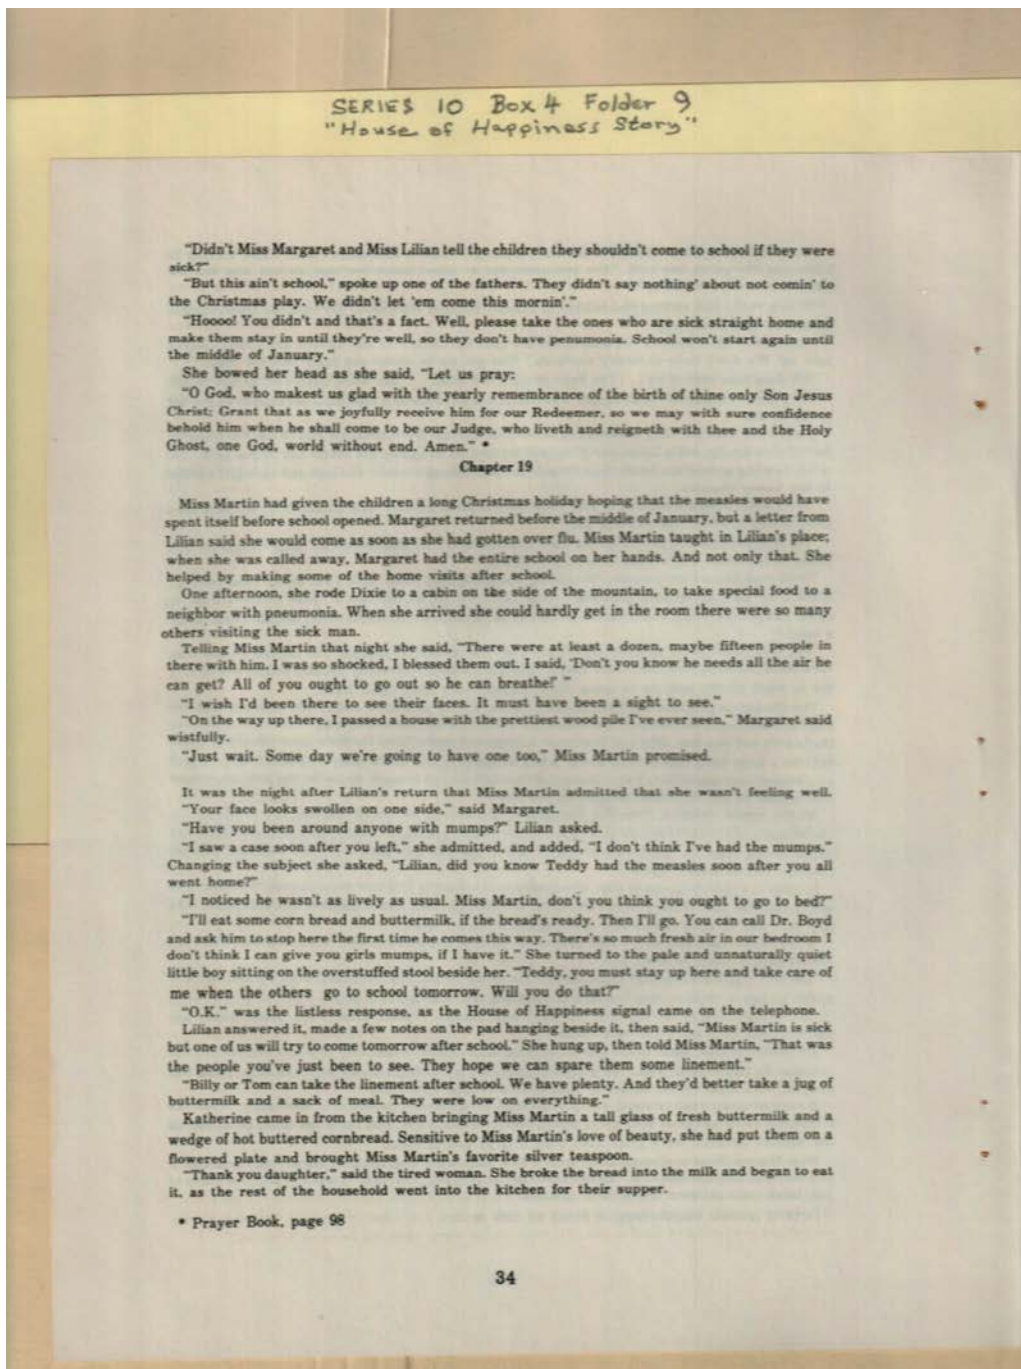 SERIES 10 Box 4 Folder 9
"House of Happiness Story"
"Didn't Miss Margaret and Miss Lilian tell the children they shouldn't come to school if they were
sick?"
"But this ain't school," spoke up one of the fathers. They didn't say nothing' about not comin' to
the Christmas play. We didn't let 'em come this mornin'."
"Hoooo! You didn't and that's a fact. Well, please take the ones who are sick straight home and
make them stay in until they're well, so they don't have penumonia. School won't start again until
the middle of January."
She bowed her head as she said, "Let us pray:
"O God, who makest us glad with the yearly remembrance of the birth of thine only Son Jesus
Christ; Grant that as we joyfully receive him for our Redeemer, so we may with sure confidence
behold him when he shall come to be our Judge, who liveth and reigneth with thee and the Holy
Ghost, one God, world without end. Amen." *
Chapter 19
Miss Martin had given the children a long Christmas holiday hoping that the measles would have
spent itself before school opened. Margaret returned before the middle of January, but a letter from
Lilian said she would come as soon as she had gotten over flu. Miss Martin taught in Lilian's place;
when she was called away, Margaret had the entire school on her hands. And not only that. She
helped by making some of the home visits after school.
One afternoon, she rode Dixie to a cabin on the side of the mountain, to take special food to a
neighbor with pneumonia. When she arrived she could hardly get in the room there were so many
others visiting the sick man.
Telling Miss Martin that night she said, "There were at least a dozen, maybe fifteen people in
there with him. I was so shocked, I blessed them out. I said, 'Don't you know he needs all the air he
can get? All of you ought to go out so he can breathe!' "
"I wish I'd been there to see their faces. It must have been a sight to see."
"On the way up there, I passed a house with the prettiest wood pile I've ever seen," Margaret said
wistfully.
"Just wait. Some day we're going to have one too," Miss Martin promised.
It was the night after Lilian's return that Miss Martin admitted that she wasn't feeling well.
"Your face looks swollen on one side," said Margaret.
"Have you been around anyone with mumps?" Lilian asked.
"I saw a case soon after you left," she admitted, and added, "I don't think I've had the mumps."
Changing the subject she asked, "Lilian, did you know Teddy had the measles soon after you all
went home?"
"I noticed he wasn't as lively as usual. Miss Martin, don't you think you ought to go to bed?"
"I'll eat some corn bread and buttermilk, if the bread's ready. Then I'll go. You can call Dr. Boyd
and ask him to stop here the first time he comes this way. There's so much fresh air in our bedroom I
don't think I can give you girls mumps, if I have it." She turned to the pale and unnaturally quiet
little boy sitting on the overstuffed stool beside her. "Teddy, you must stay up here and take care of
me when the others go to school tomorrow. Will you do that?"
"O.K." was the listless response, as the House of Happiness signal came on the telephone.
Lilian answered it, made a few notes on the pad hanging beside it, then said, "Miss Martin is sick
but one of us will try to come tomorrow after school." She hung up, then told Miss Martin, "That was
the people you've just been to see. They hope we can spare them some linement."
"Billy or Tom can take the linement after school. We have plenty. And they'd better take a jug of
buttermilk and a sack of meal. They were low on everything."
Katherine came in from the kitchen bringing Miss Martin a tall glass of fresh buttermilk and a
wedge of hot buttered cornbread. Sensitive to Miss Martin's love of beauty, she had put them on a
flowered plate and brought Miss Martin's favorite silver teaspoon.
"Thank you daughter," said the tired woman. She broke the bread into the milk and began to eat
it, as the rest of the household went into the kitchen for their supper.
* Prayer Book, page 98
34